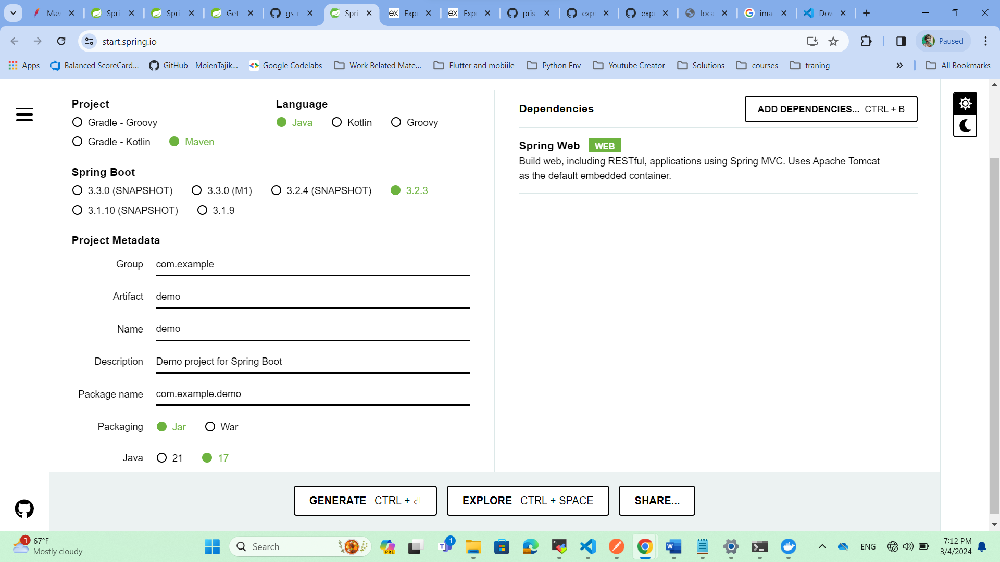 Mav
Spri
Spri
Get
gs-r
Spri
Expr
Expr
pris
exp
exp
loca
ima
Dov
start.spring.io
Paused
Apps
Balanced ScoreCard...
GitHub - MoienTajik...
Google Codelabs
Work Related Mate...
Flutter and mobiile
Python Env
Youtube Creator
Solutions
courses
traning
All Bookmarks
Project
Gradle - Groovy
Gradle - Kotlin
Maven
Language
Java
Kotlin
Groovy
Spring Boot
3.3.0 (SNAPSHOT)
3.3.0 (M1)
3.2.4 (SNAPSHOT)
3.2.3
3.1.10 (SNAPSHOT)
3.1.9
Project Metadata
Group
com.example
Artifact
demo
Name
demo
Description
Demo project for Spring Boot
Package name
com.example.demo
Packaging
Jar
War
Java
21
17
Dependencies
ADD DEPENDENCIES... CTRL + B
Spring Web
WEB
Build web, including RESTful, applications using Spring MVC. Uses Apache Tomcat
as the default embedded container.
GENERATE CTRL + ⏎
EXPLORE CTRL + SPACE
SHARE...
1
67°F
Mostly cloudy
Search
PRE
1
ENG
7:12 PM
3/4/2024